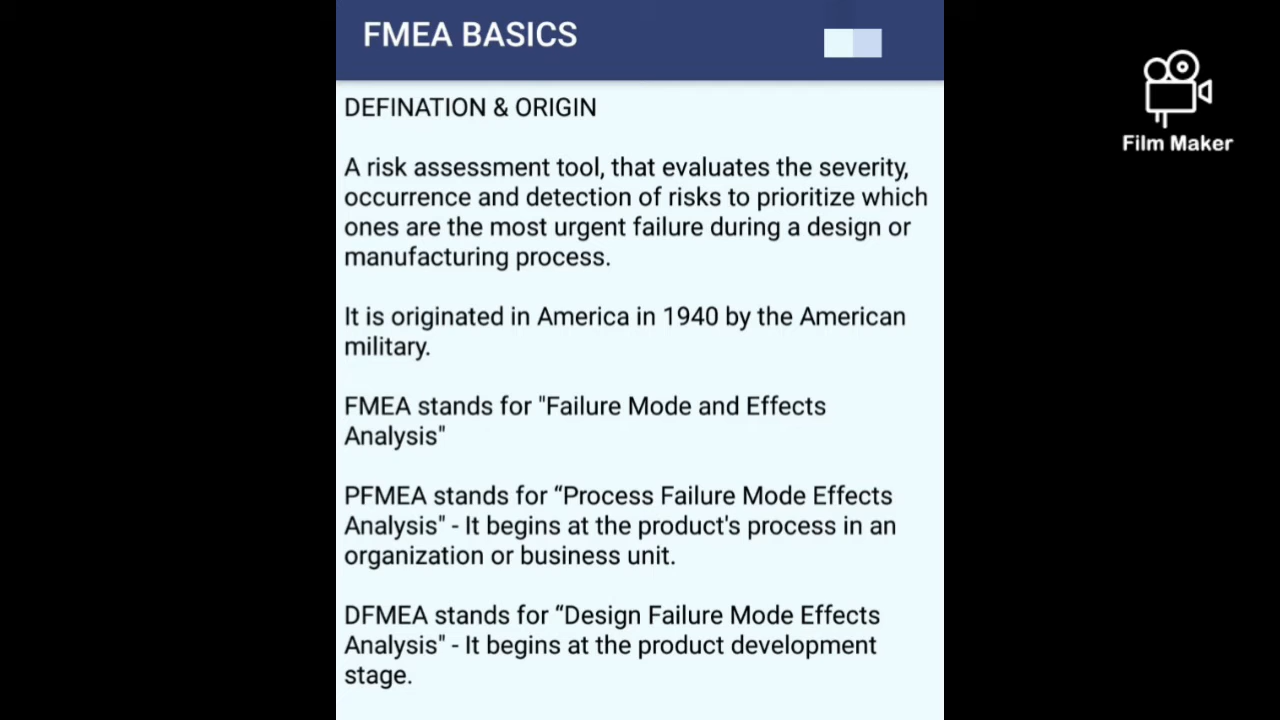 FMEA BASICS
Film Maker
DEFINATION & ORIGIN
A risk assessment tool, that evaluates the severity,
occurrence and detection of risks to prioritize which
ones are the most urgent failure during a design or
manufacturing process.
It is originated in America in 1940 by the American
military.
FMEA stands for "Failure Mode and Effects
Analysis"
PFMEA stands for “Process Failure Mode Effects
Analysis" - It begins at the product's process in an
organization or business unit.
DFMEA stands for “Design Failure Mode Effects
Analysis" - It begins at the product development
stage.